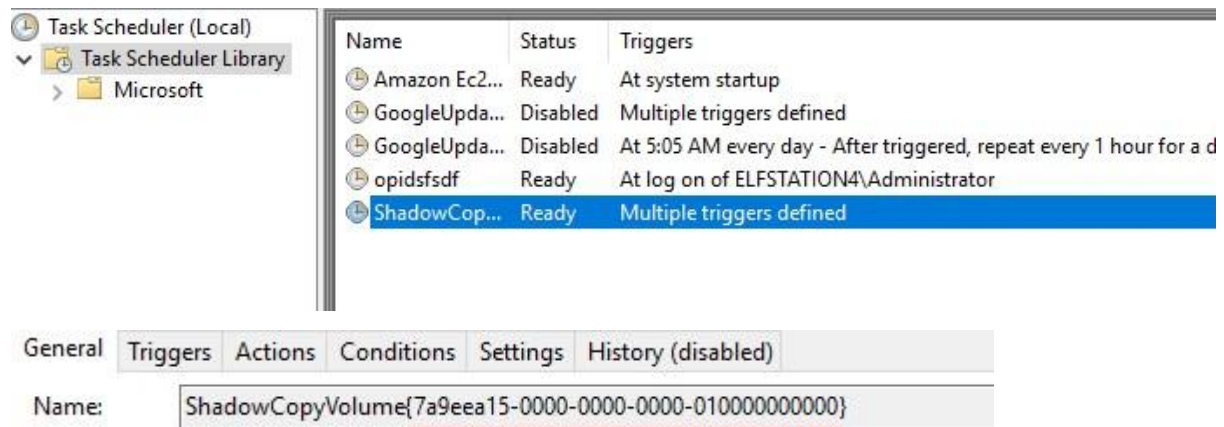 Task Scheduler (Local)
Task Scheduler Library
Microsoft
Name Status Triggers
Amazon Ec2... Ready At system startup
GoogleUpda... Disabled Multiple triggers defined
GoogleUpda... Disabled At 5:05 AM every day - After triggered, repeat every 1 hour for a d
opidsfsdf Ready At log on of ELFSTATION4\Administrator
ShadowCop... Ready Multiple triggers defined
General Triggers Actions Conditions Settings History (disabled)
Name: ShadowCopyVolume{7a9eea15-0000-0000-0000-010000000000}